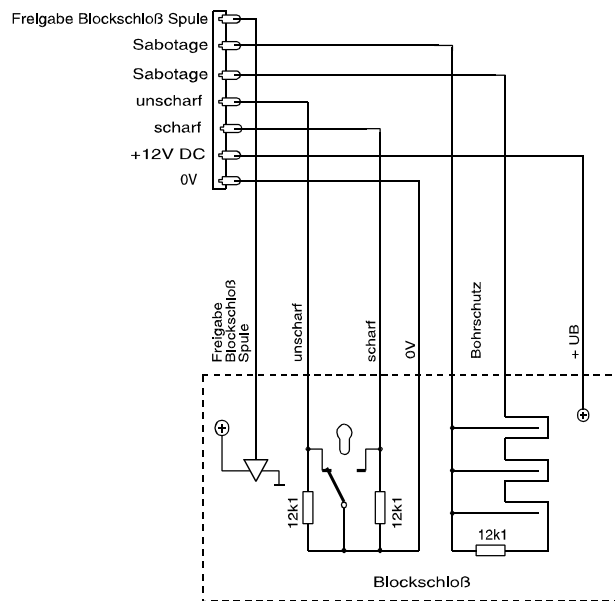 Freigabe Blockschloß Spule
Sabotage
Sabotage
unscharf
scharf
+12V DC
0V
Freigabe
Blockschloß
Spule
unscharf
scharf
0V
Bohrschutz
+ UB
12k1
12k1
12k1
Blockschloß